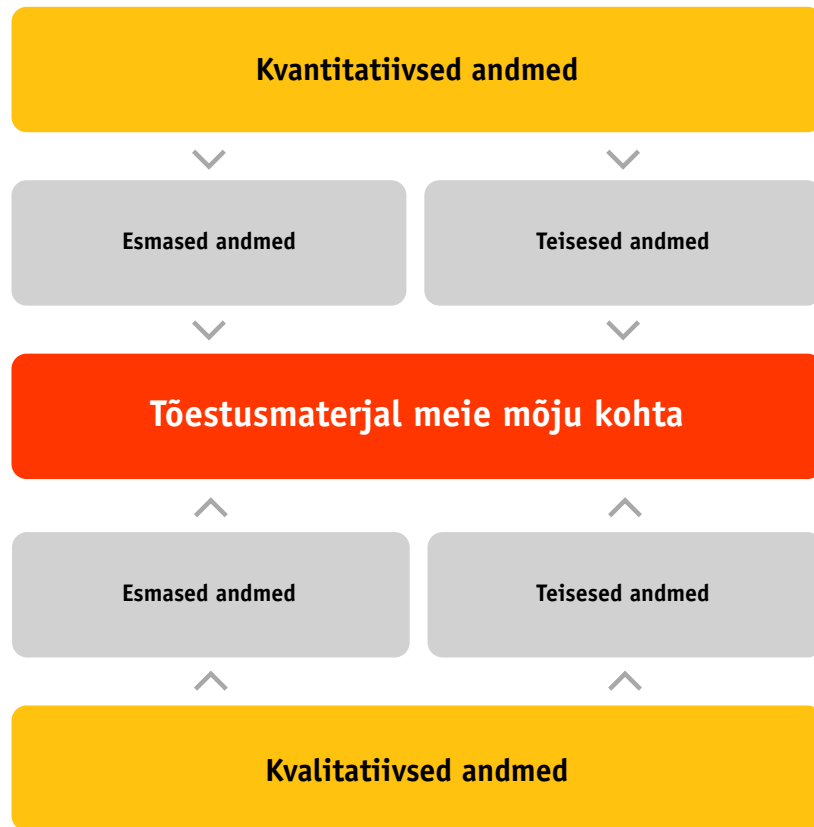 Kvantitatiivsed andmed
Esmased andmed
Teisesed andmed
Tõestusmaterjal meie mõju kohta
Esmased andmed
Teisesed andmed
Kvalitatiivsed andmed